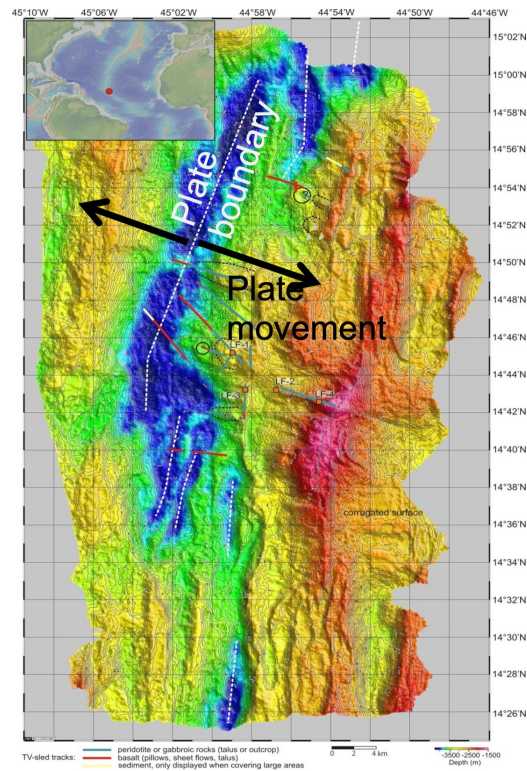 45°10'W 45°06' 45°02' 44°58' 44°54' 44°50' 44°46'
15°02'
15°00'
14°58'
14°56'
14°54'
14°52'
14°50'
14°48'
14°46'
14°44'
14°42'
14°40'
14°38'
14°36'
14°34'
14°32'
14°30'
14°28'
14°26'
Plate
boundary
Plate
movement
LF-1
LF-2
LF-3
LF-4
corrugated surface
TV-sled tracks:
peridotite or gabbroic rocks (talus or outcrop)
basalt (pillows, sheet flows, talus)
sediment, only displayed when covering large areas
0 2 4 km
-3500 -2500 -1500
Depth (m)